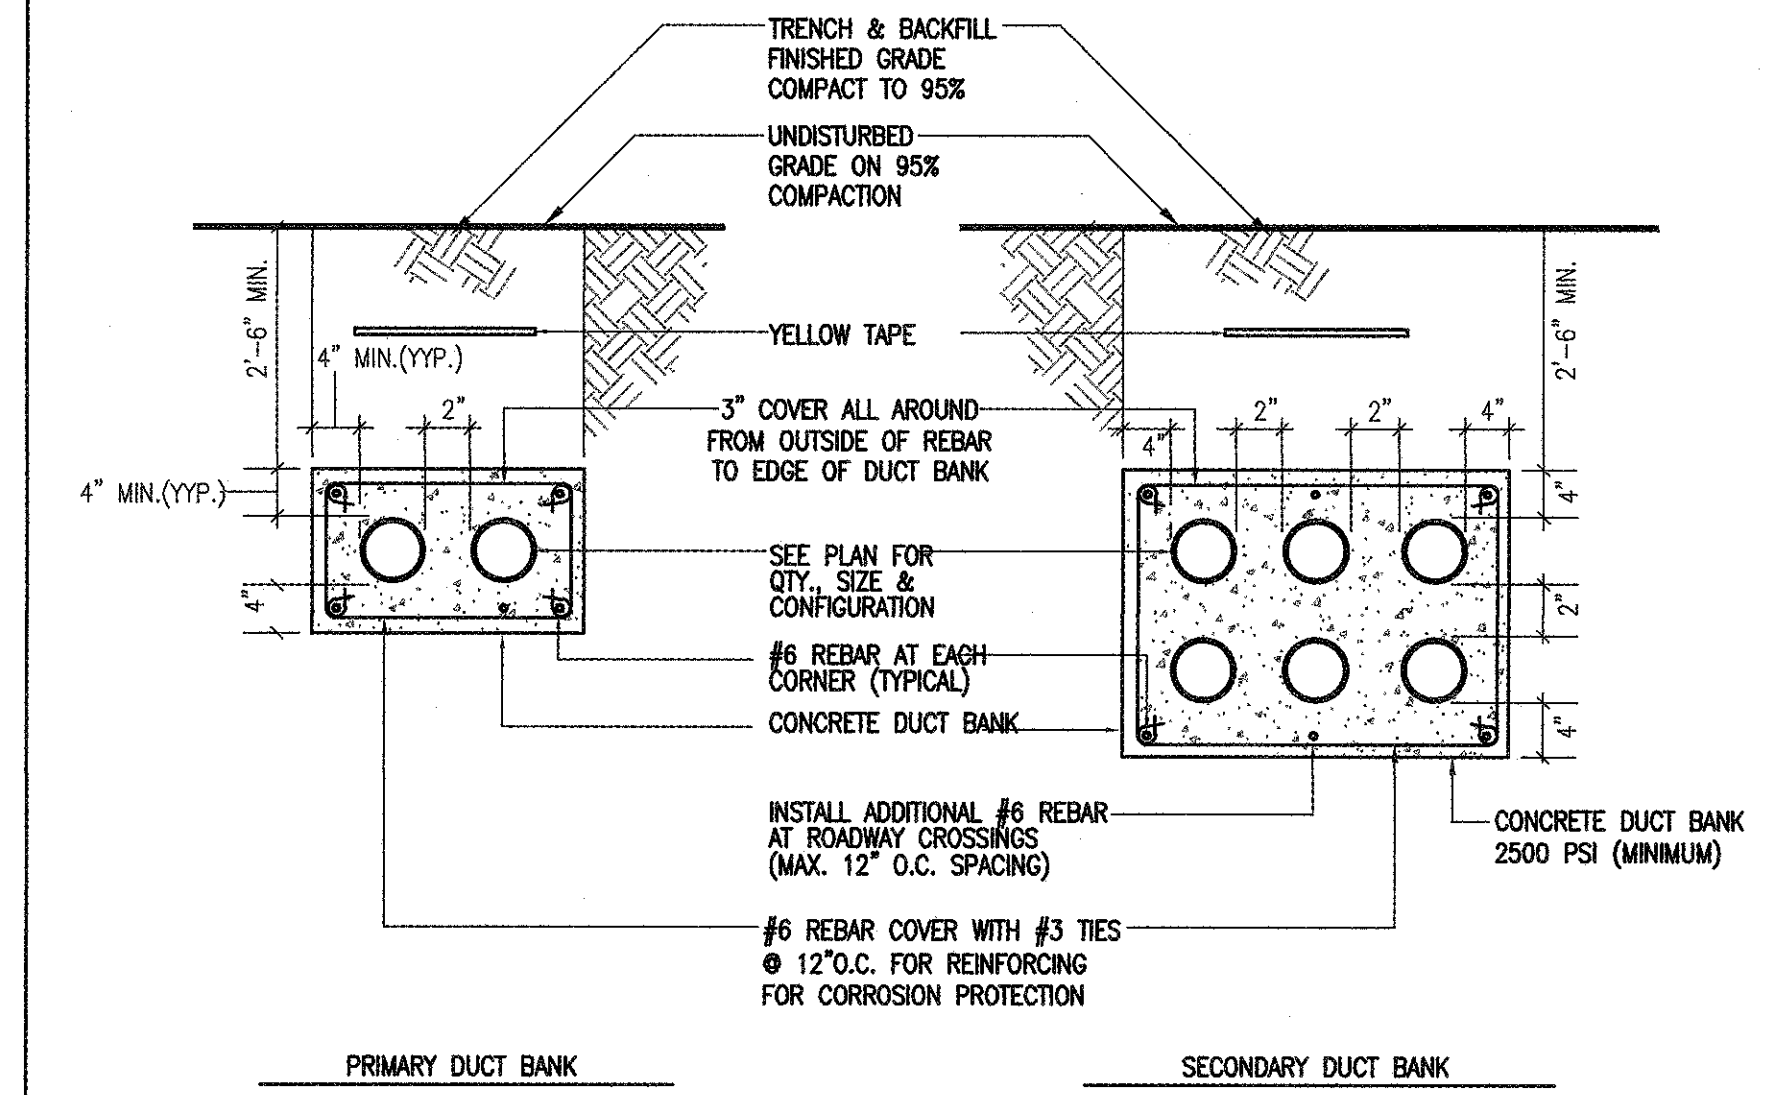 TRENCH & BACKFILL
FINISHED GRADE
COMPACT TO 95%
UNDISTURBED
GRADE ON 95%
COMPACTION
2'-6" MIN.
2'-6" MIN.
YELLOW TAPE
4" MIN.(YYP.)
2"
3" COVER ALL AROUND
FROM OUTSIDE OF REBAR
TO EDGE OF DUCT BANK
4"
2"
2"
4"
4" MIN.(YYP.)
4"
4"
2"
4"
SEE PLAN FOR
QTY., SIZE &
CONFIGURATION
#6 REBAR AT EACH
CORNER (TYPICAL)
CONCRETE DUCT BANK
INSTALL ADDITIONAL #6 REBAR
AT ROADWAY CROSSINGS
(MAX. 12" O.C. SPACING)
CONCRETE DUCT BANK
2500 PSI (MINIMUM)
#6 REBAR COVER WITH #3 TIES
@ 12"O.C. FOR REINFORCING
FOR CORROSION PROTECTION
PRIMARY DUCT BANK
SECONDARY DUCT BANK